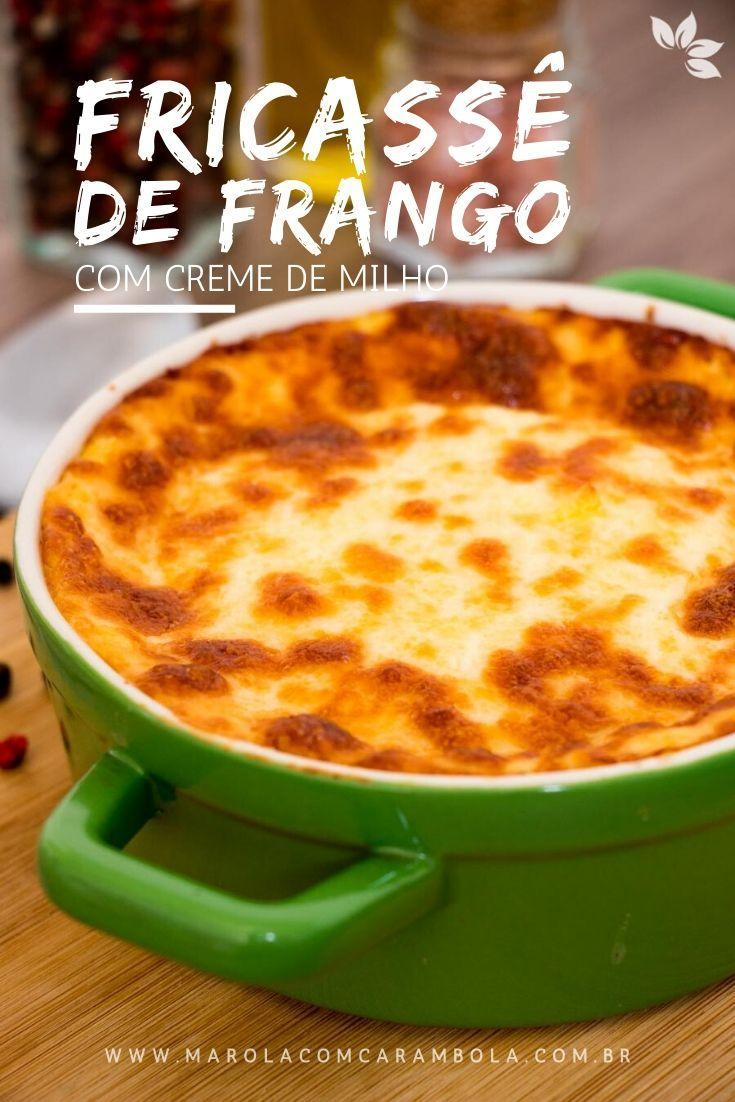 FRICASSÊ
DE FRANGO
COM CREME DE MILHO
WWW.MAROLACOMCARAMBOLA.COM.BR